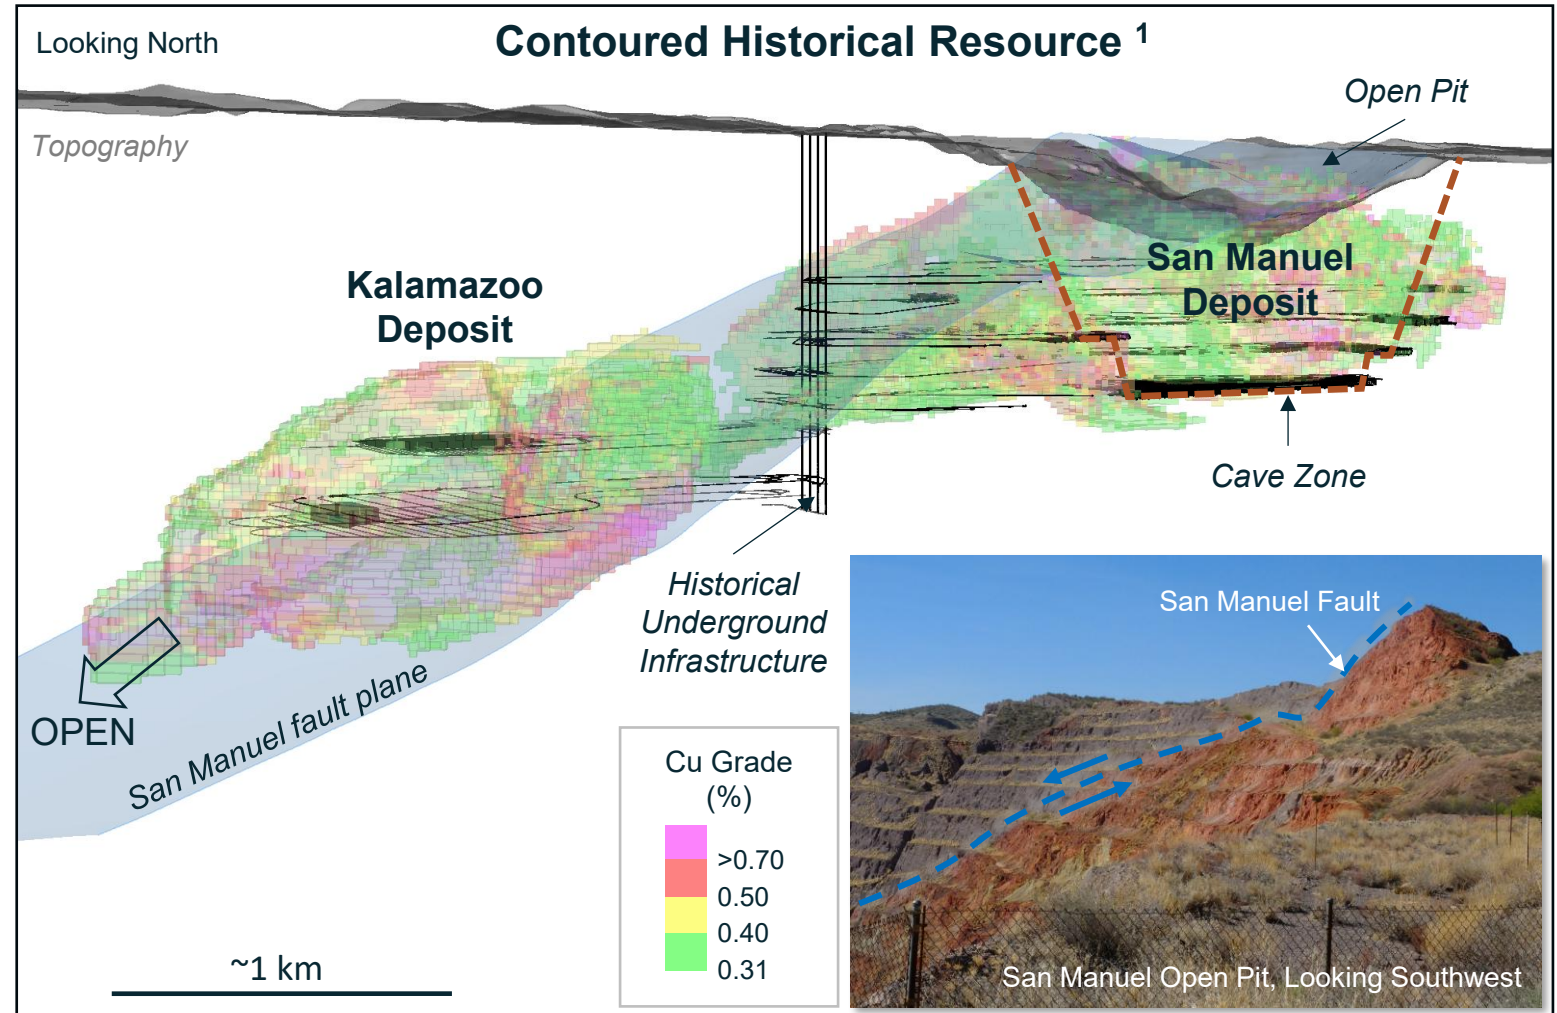 Looking North
Contoured Historical Resource 1
Open Pit
Topography
Kalamazoo
Deposit
San Manuel
Deposit
Cave Zone
Historical
Underground
Infrastructure
OPEN
San Manuel fault plane
Cu Grade
(%)
>0.70
0.50
0.40
0.31
~1 km
San Manuel Fault
San Manuel Open Pit, Looking Southwest